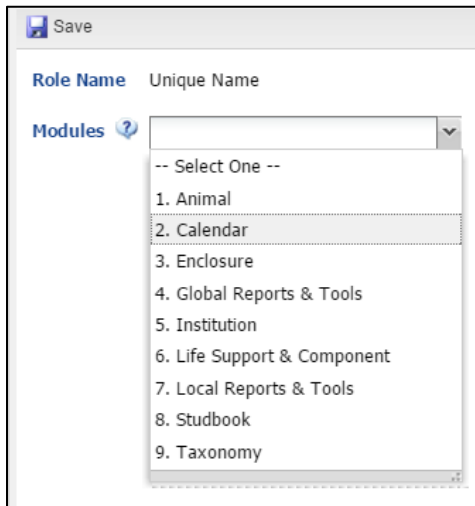 Save
Role Name Unique Name
Modules
-- Select One --
1. Animal
2. Calendar
3. Enclosure
4. Global Reports & Tools
5. Institution
6. Life Support & Component
7. Local Reports & Tools
8. Studbook
9. Taxonomy